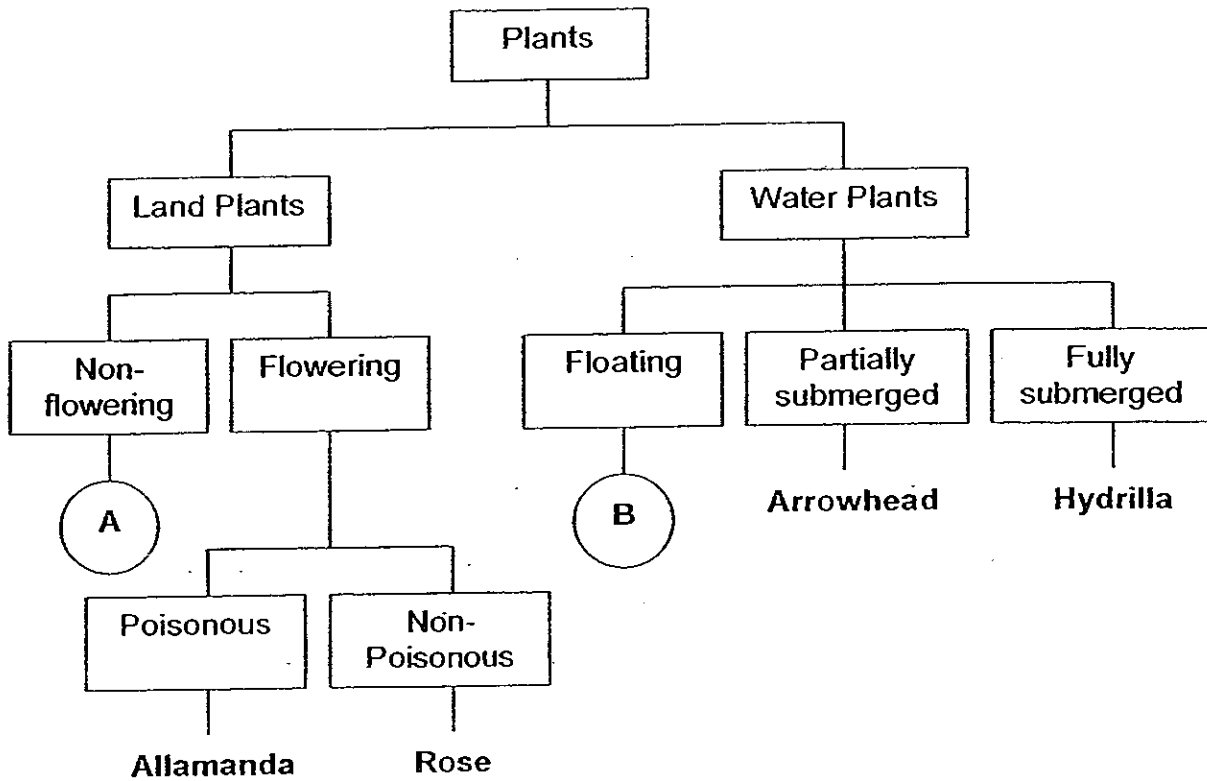 Plants
Land Plants
Water Plants
Non-
flowering
Flowering
Floating
Partially
submerged
Fully
submerged
A
B
Arrowhead
Hydrilla
Poisonous
Non-
Poisonous
Allamanda
Rose